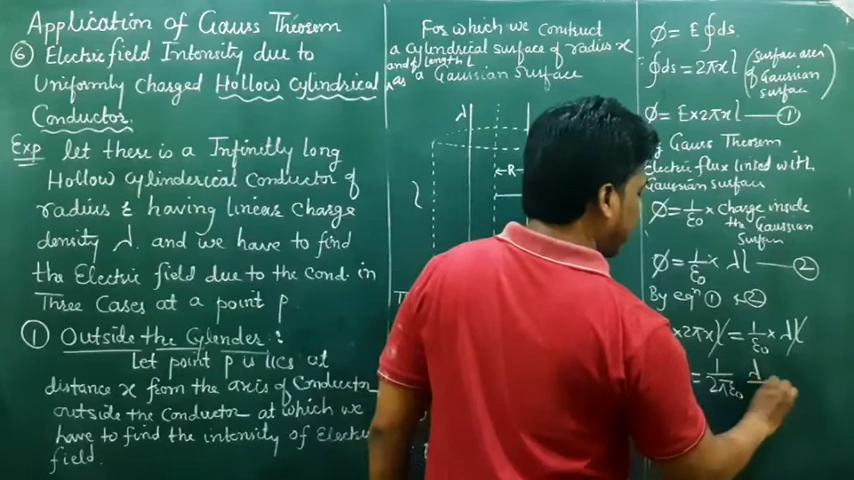 Application of Gauss Theorem
⑥ Electric field Intensity due to
Uniformly Charged Hollow Cylindrical
Conductor.
Exp let there is a Infinitly long
Hollow cylinderical Conductor of
radius & having linear charge
density λ. and we have to find
the Electric field due to the cond. in
Three Cases at a point P
① Outside the Cylender :
Let point P is lies at
distance x from the axis of Conductor
outside the Conductor at which we
have to find the intensity of Electric
field.
For which we construct
a cylendrical surface of radius x
and of length l
as a Gaussian surface
λ
R
l
Ø = E∮ds
∮ds = 2πxl (Surface area of Gaussian surface)
Ø = E×2πxl —①
Gauss Theorem
Electric flux linked with
Gaussian surface
Ø = 1/ε₀ × charge inside
the Gaussian
Surface
Ø = 1/ε₀ × λl —②
By eqⁿ ① & ②
×2πxl = 1/ε₀ × λl
= 1/2πε₀ λ